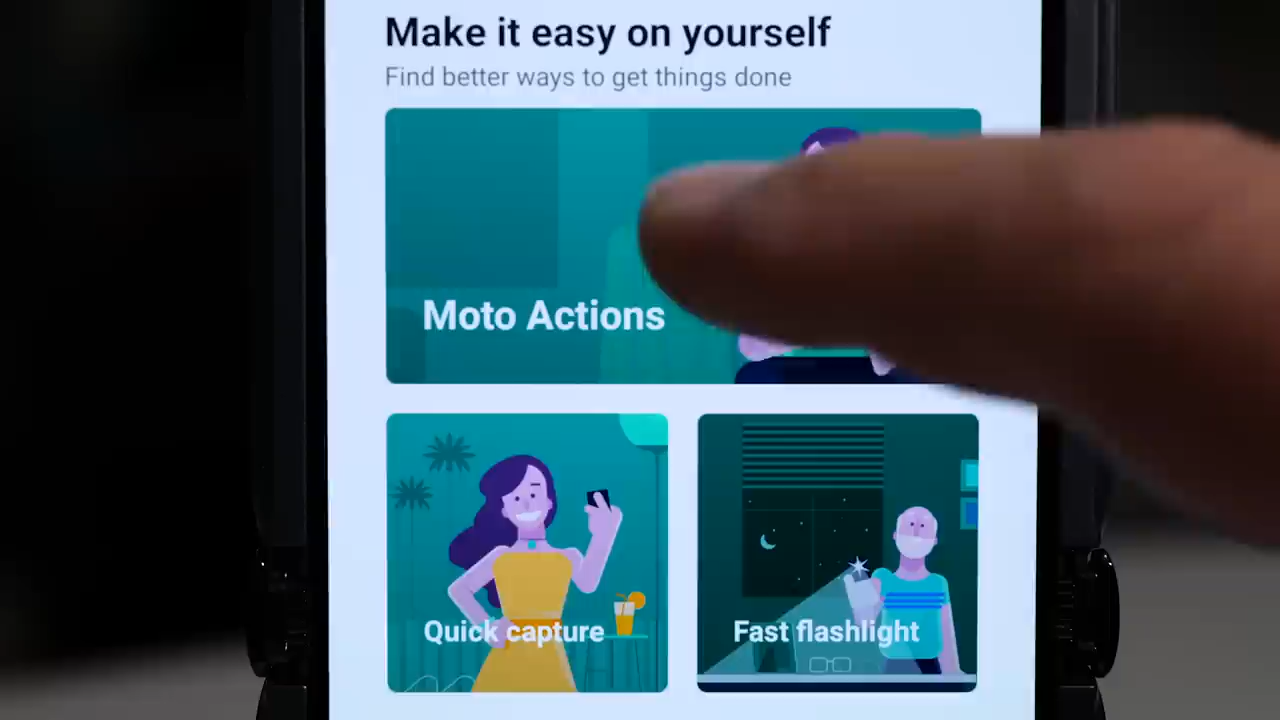 Make it easy on yourself
Find better ways to get things done
Moto Actions
Quick capture
Fast flashlight